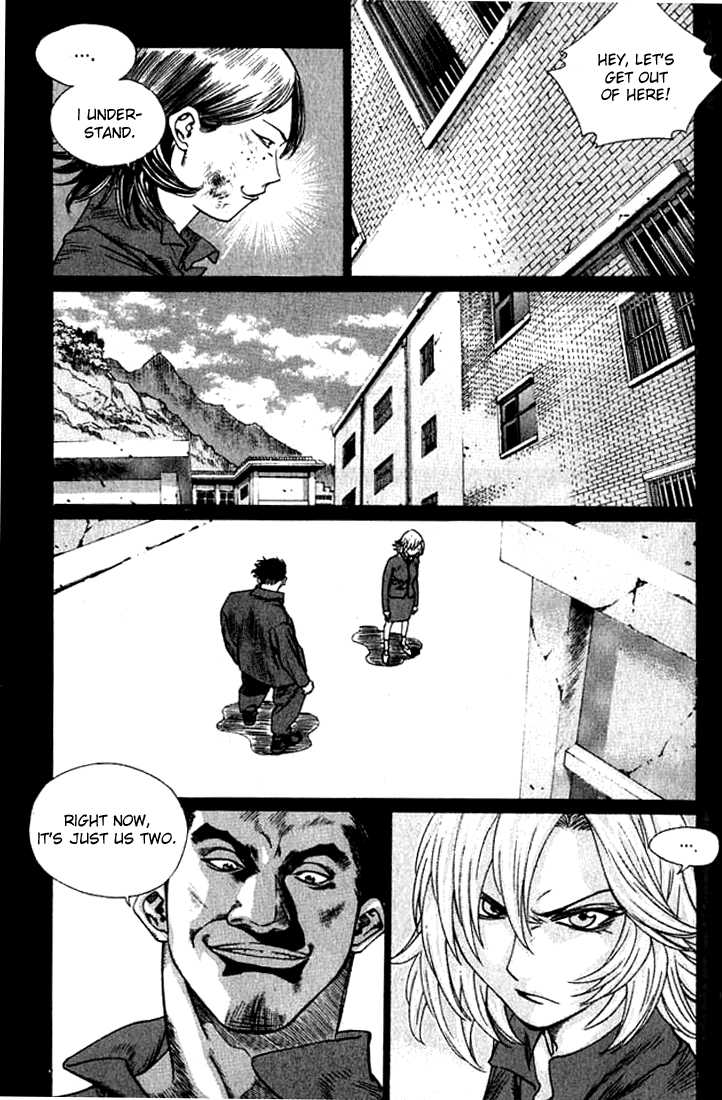 ....
I UNDER-
STAND.
HEY, LET'S
GET OUT
OF HERE!
RIGHT NOW,
IT'S JUST US TWO.
....